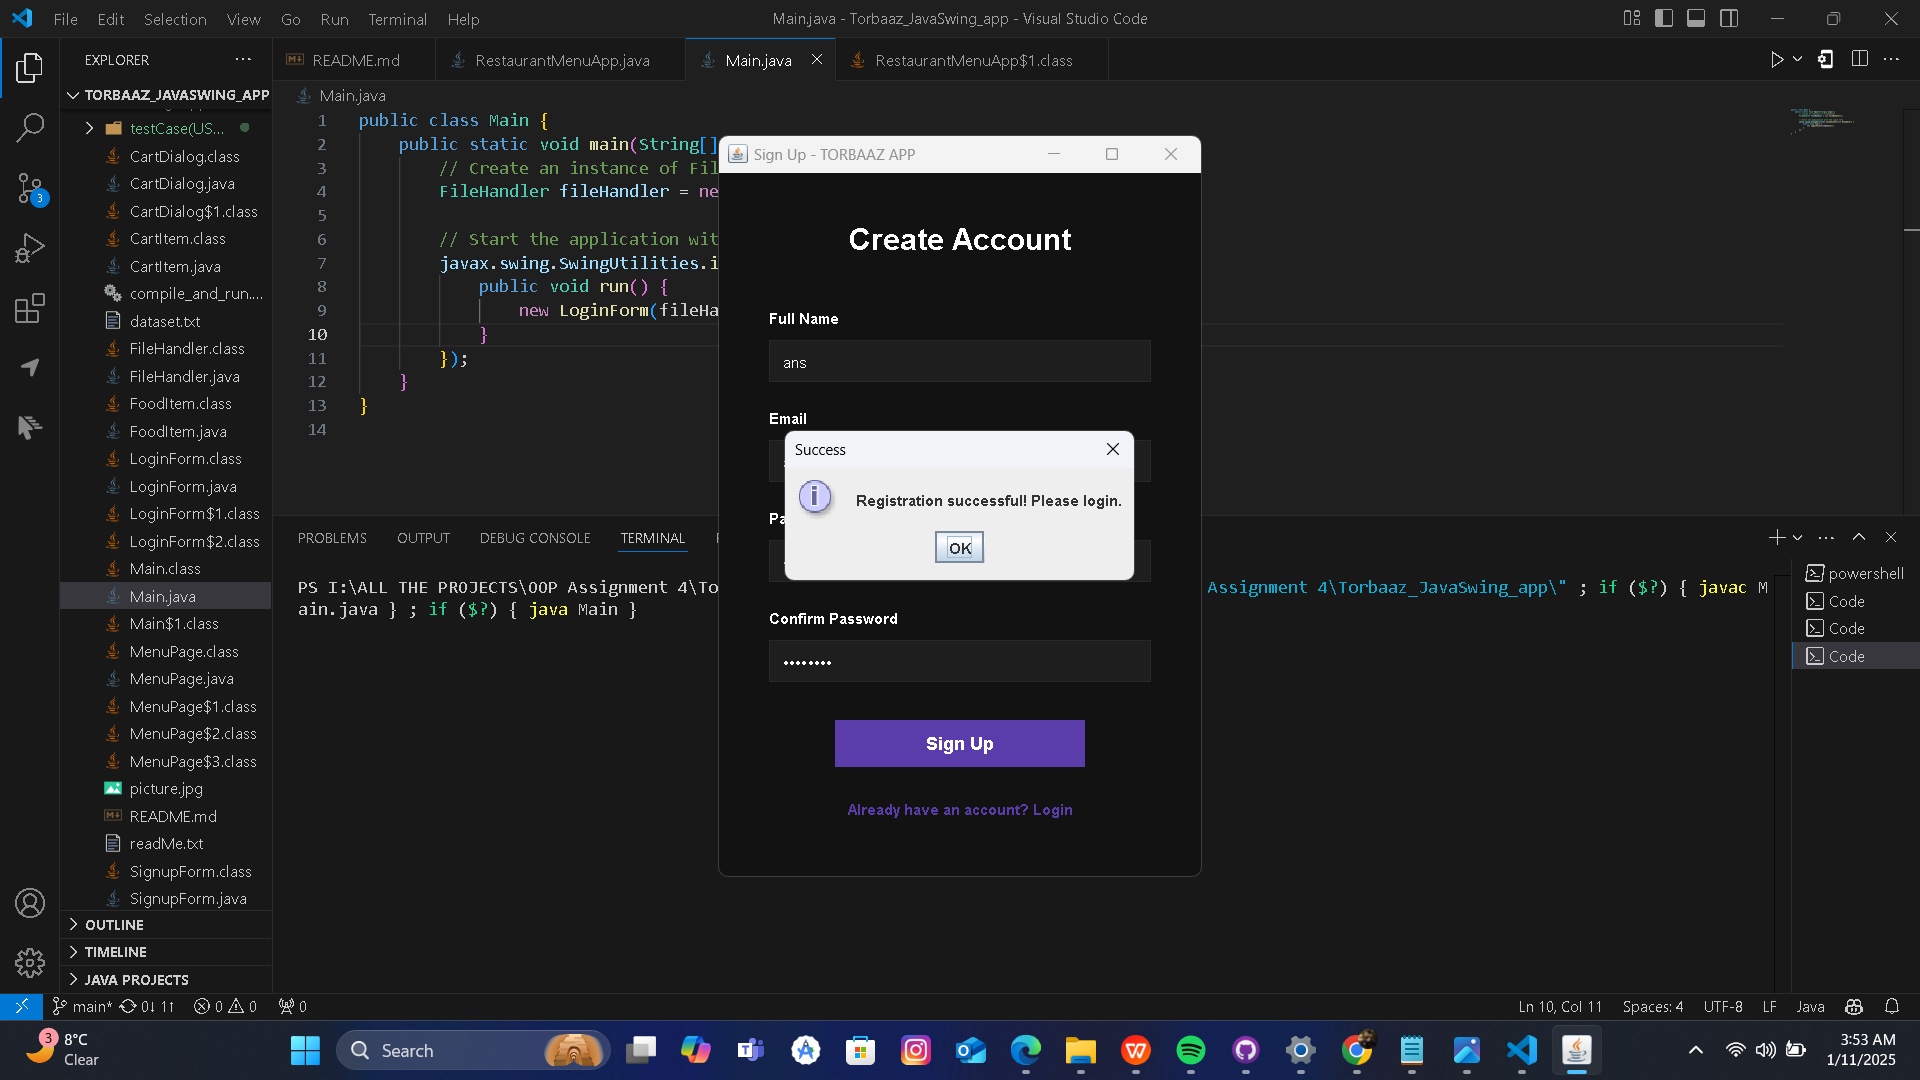 File Edit Selection View Go Run Terminal Help
Main.java - Torbaaz_JavaSwing_app - Visual Studio Code
EXPLORER
README.md
RestaurantMenuApp.java
Main.java
RestaurantMenuApp$1.class
TORBAAZ_JAVASWING_APP
testCase(US...
CartDialog.class
CartDialog.java
CartDialog$1.class
CartItem.class
CartItem.java
compile_and_run....
dataset.txt
FileHandler.class
FileHandler.java
FoodItem.class
FoodItem.java
LoginForm.class
LoginForm.java
LoginForm$1.class
LoginForm$2.class
Main.class
Main.java
Main$1.class
MenuPage.class
MenuPage.java
MenuPage$1.class
MenuPage$2.class
MenuPage$3.class
picture.jpg
README.md
readMe.txt
SignupForm.class
SignupForm.java
OUTLINE
TIMELINE
JAVA PROJECTS
3
Main.java
1 public class Main {
2 public static void main(String[]
3 // Create an instance of Fil
4 FileHandler fileHandler = ne
5
6 // Start the application wit
7 javax.swing.SwingUtilities.i
8 public void run() {
9 new LoginForm(fileHa
10 }
11 });
12 }
13 }
14
Sign Up - TORBAAZ APP
Create Account
Full Name
ans
Email
Pa
Success
Registration successful! Please login.
OK
Confirm Password
••••••••
Sign Up
Already have an account? Login
PROBLEMS OUTPUT DEBUG CONSOLE TERMINAL
PS I:\ALL THE PROJECTS\OOP Assignment 4\To
Assignment 4\Torbaaz_JavaSwing_app\" ; if ($?) { javac M
ain.java } ; if ($?) { java Main }
powershell
Code
Code
Code
main* 0↓ 1↑ 0 0 0
Ln 10, Col 11 Spaces: 4 UTF-8 LF Java
3
8°C
Clear
Search
3:53 AM
1/11/2025